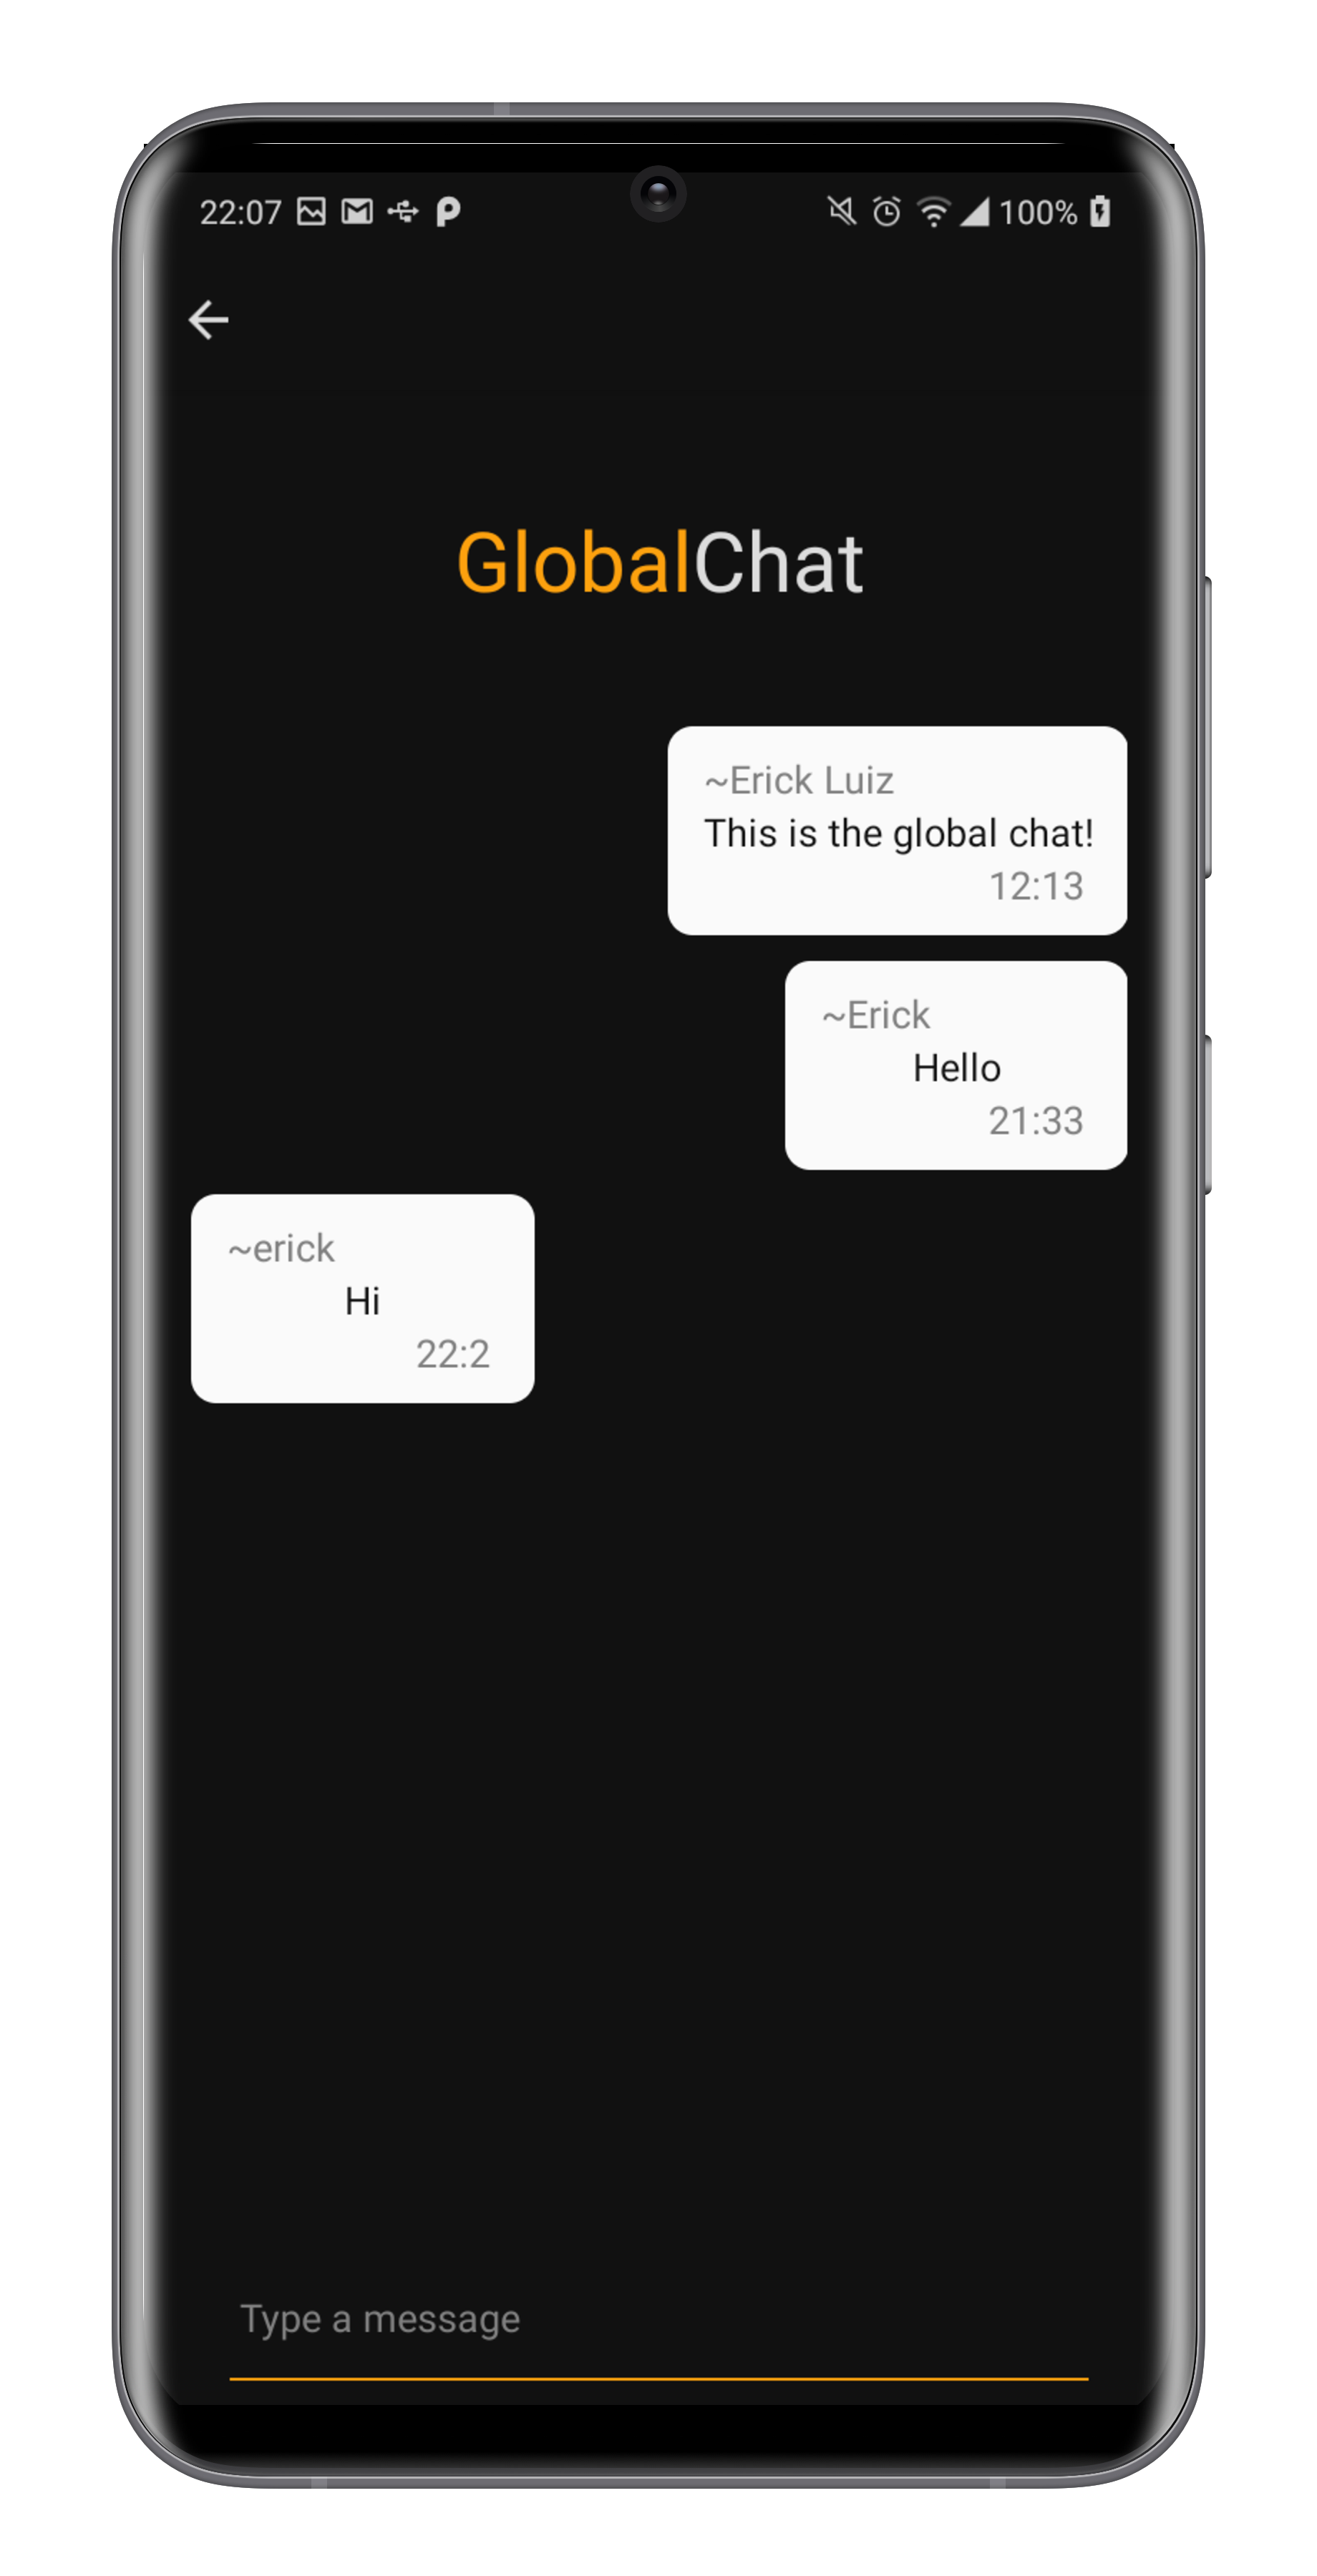 22:07 100%
GlobalChat
~Erick Luiz
This is the global chat!
12:13
~Erick
Hello
21:33
~erick
Hi
22:2
Type a message